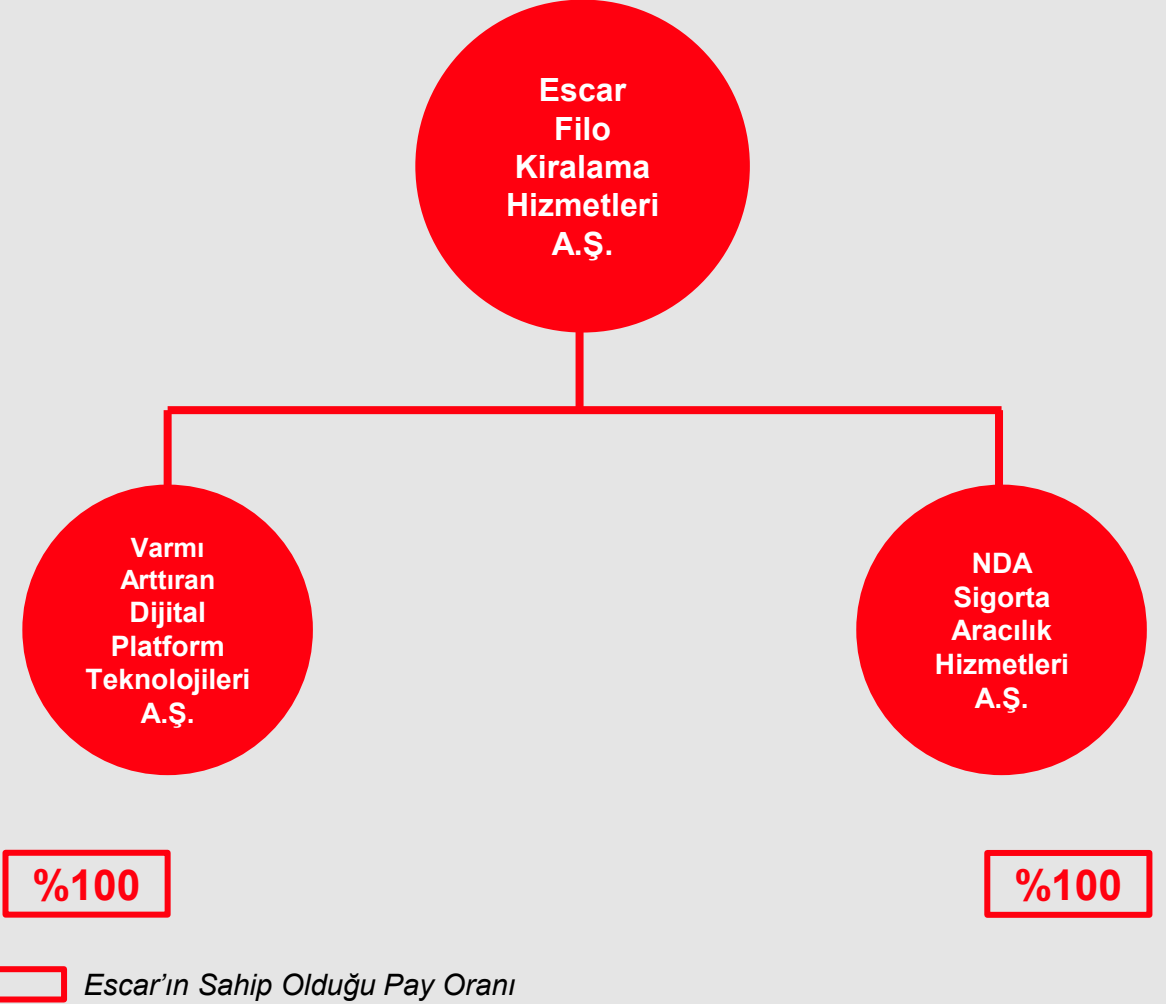 Escar
Filo
Kiralama
Hizmetleri
A.Ş.
Varmı
Arttıran
Dijital
Platform
Teknolojileri
A.Ş.
NDA
Sigorta
Aracılık
Hizmetleri
A.Ş.
%100
%100
Escar’ın Sahip Olduğu Pay Oranı